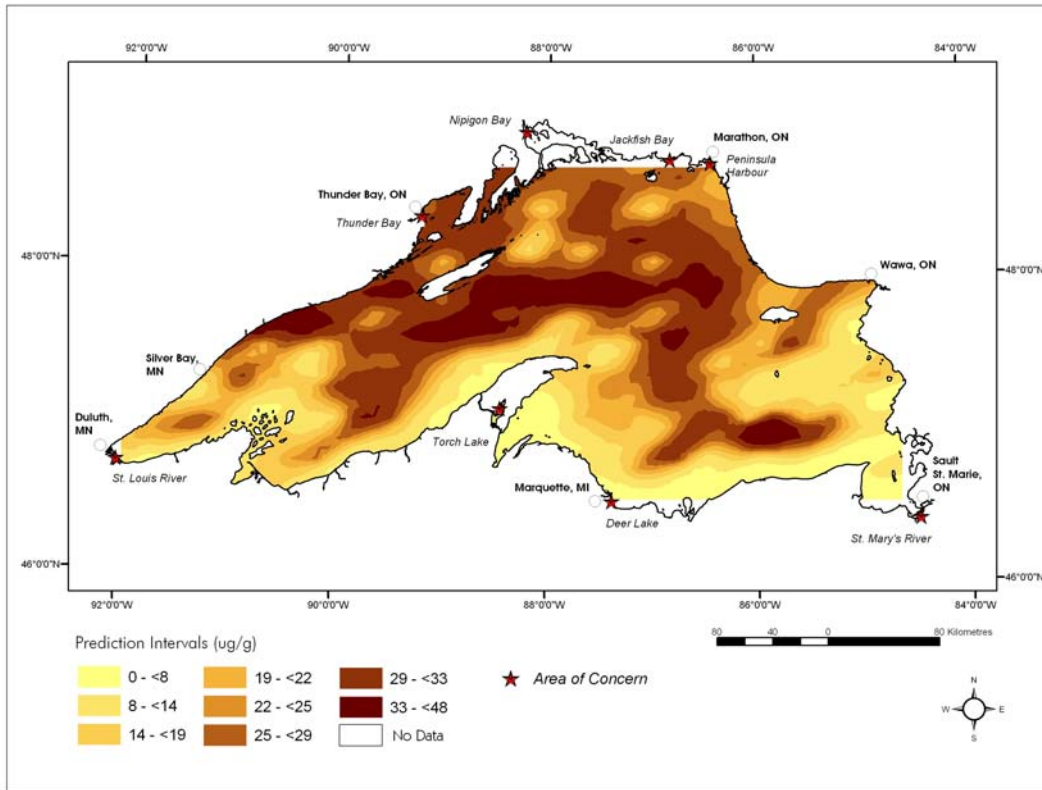 92°0'0"W
90°0'0"W
88°0'0"W
86°0'0"W
84°0'0"W
Nipigon Bay
Jackfish Bay
Marathon, ON
Peninsula
Harbour
Thunder Bay, ON
Thunder Bay
48°0'0"N
48°0'0"N
Wawa, ON
Silver Bay,
MN
Duluth,
MN
St. Louis River
Torch Lake
Marquette, MI
Deer Lake
Sault
St. Marie,
ON
St. Mary's River
46°0'0"N
46°0'0"N
92°0'0"W
90°0'0"W
88°0'0"W
86°0'0"W
84°0'0"W
Prediction Intervals (ug/g)
0 - <8
8 - <14
14 - <19
19 - <22
22 - <25
25 - <29
29 - <33
33 - <48
No Data
Area of Concern
80 40 0 80 Kilometres
N
W E
S